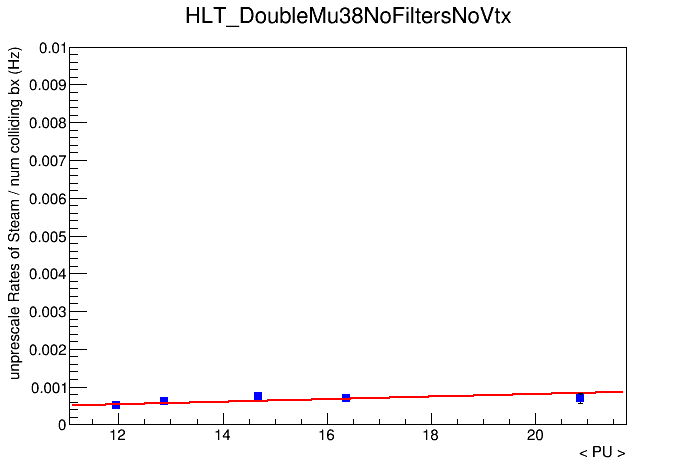 HLT_DoubleMu38NoFiltersNoVtx
unprescale Rates of Steam / num colliding bx (Hz)
0.01
0.009
0.008
0.007
0.006
0.005
0.004
0.003
0.002
0.001
0
12 14 16 18 20
< PU >